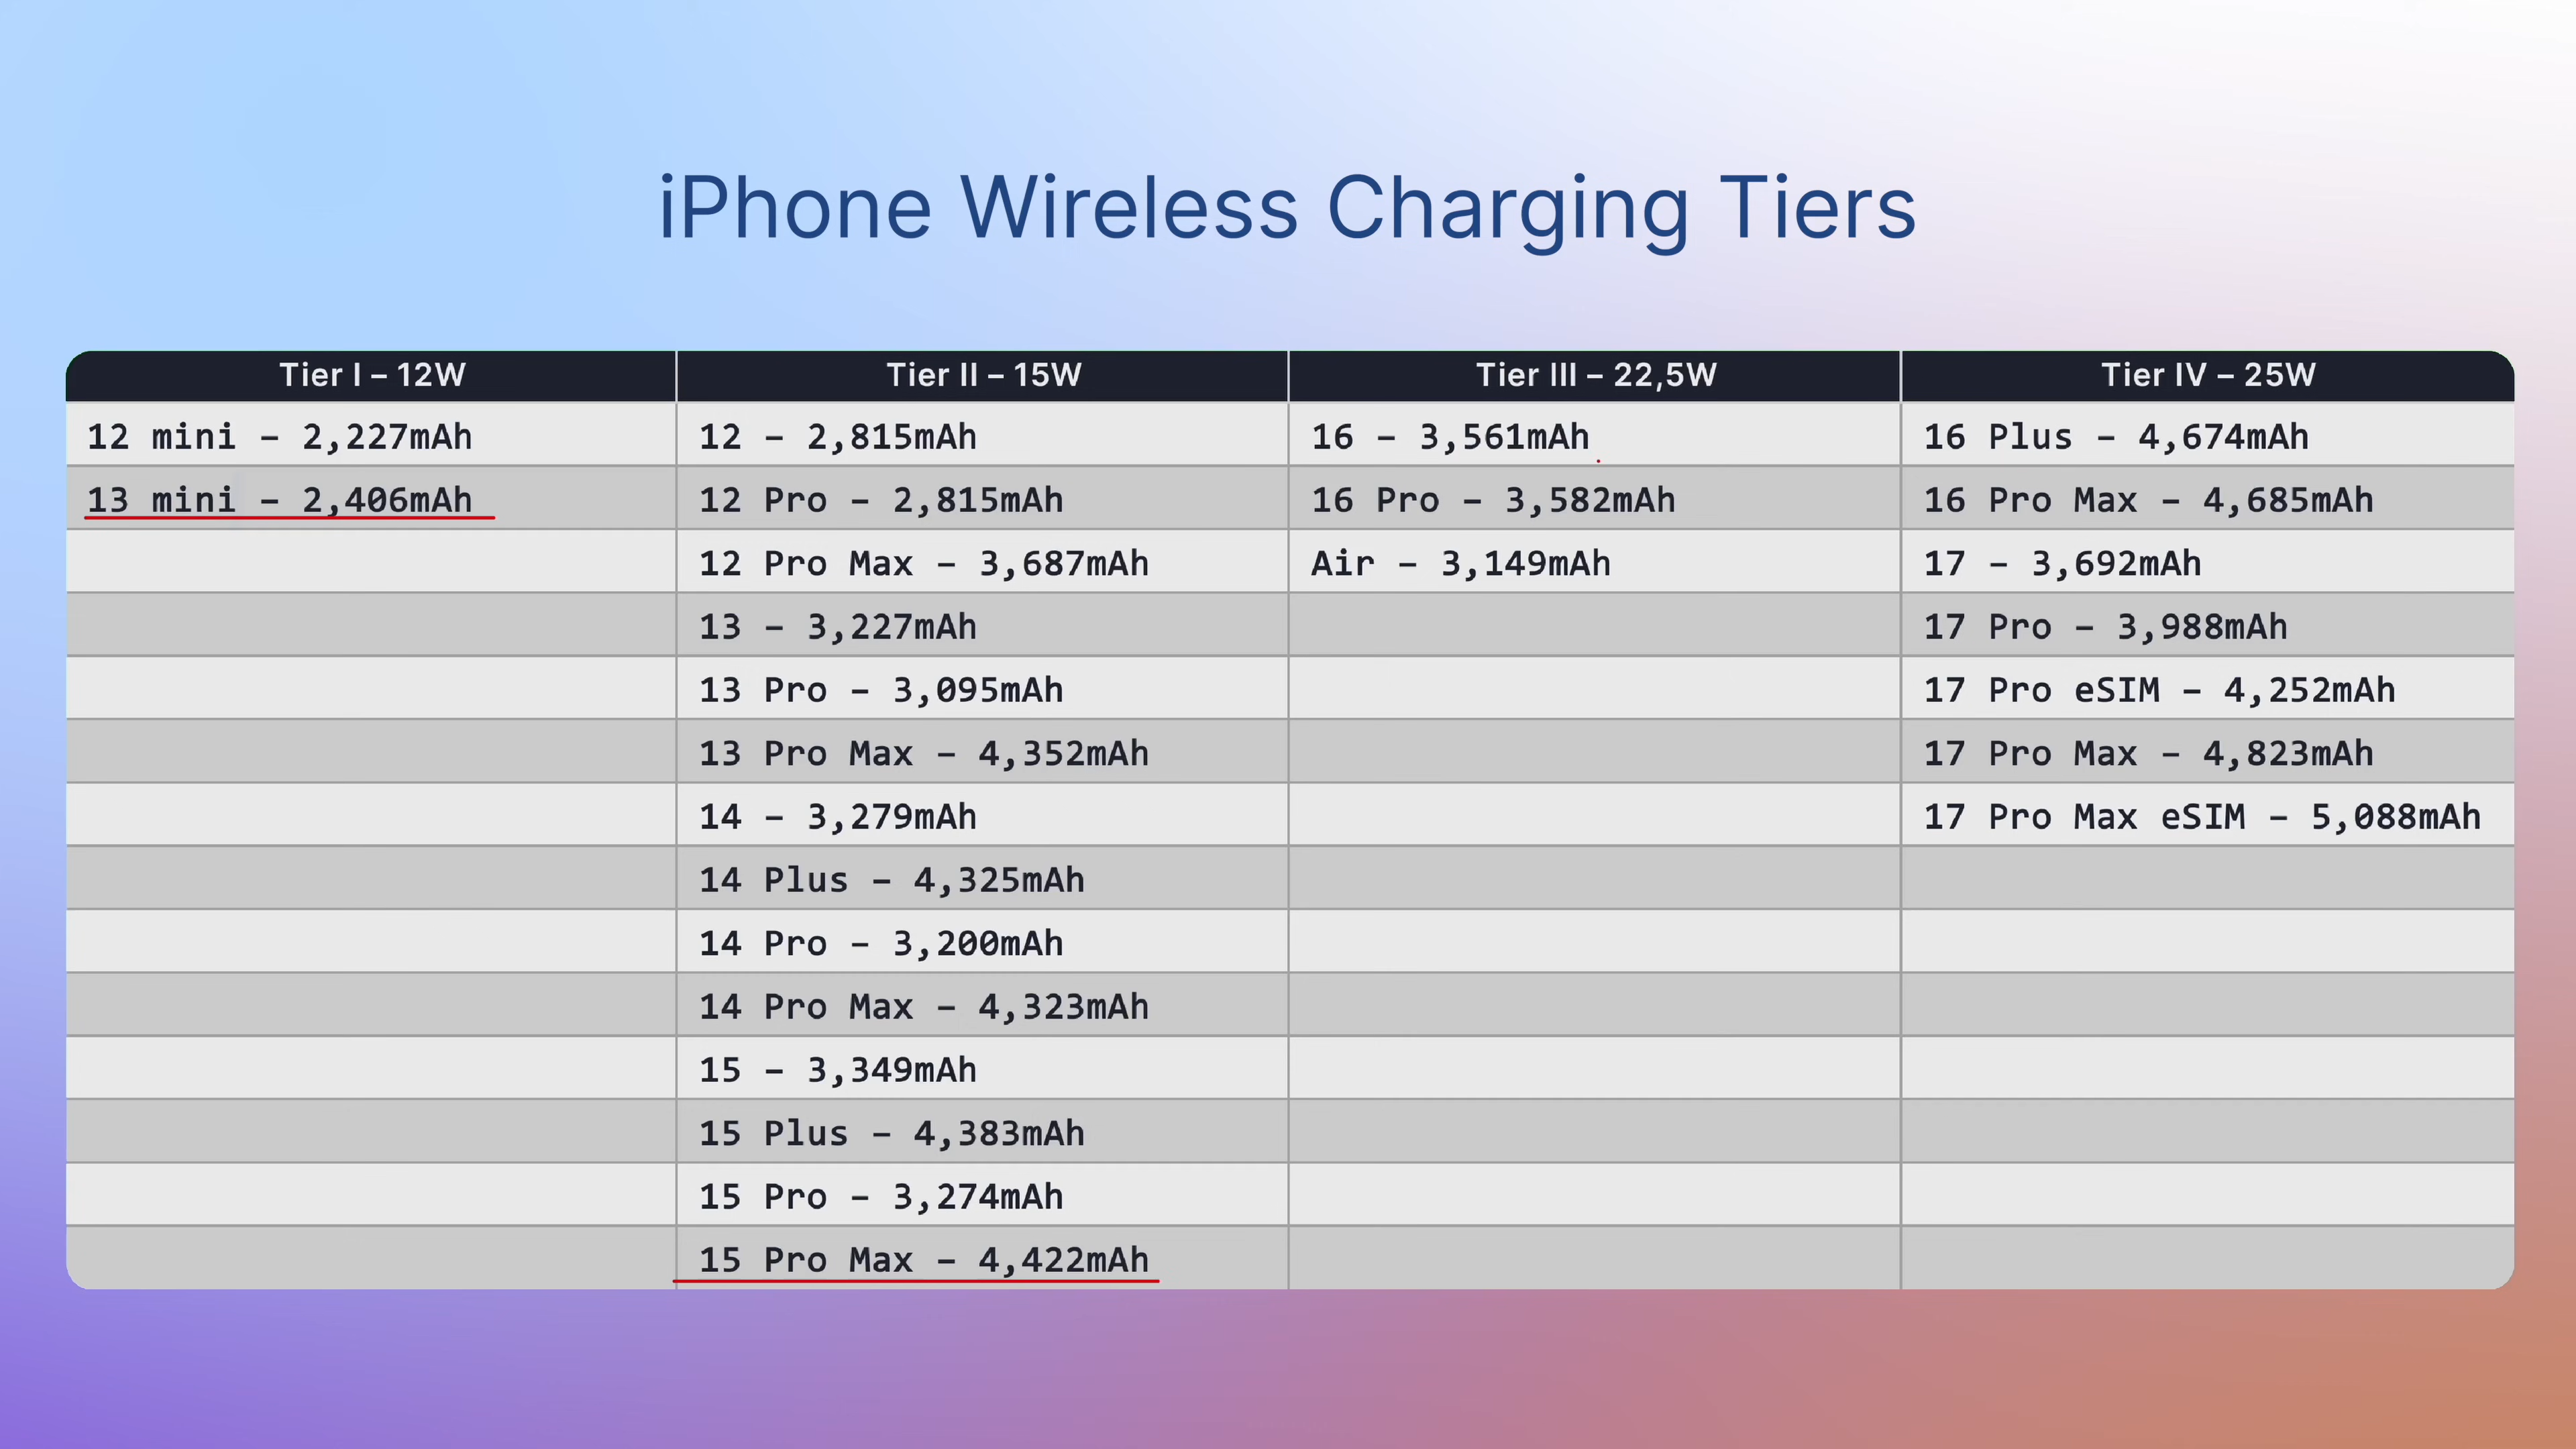 iPhone Wireless Charging Tiers
Tier I – 12W
Tier II – 15W
Tier III – 22,5W
Tier IV – 25W
12 mini – 2,227mAh
12 – 2,815mAh
16 – 3,561mAh
16 Plus – 4,674mAh
13 mini – 2,406mAh
12 Pro – 2,815mAh
16 Pro – 3,582mAh
16 Pro Max – 4,685mAh
12 Pro Max – 3,687mAh
Air – 3,149mAh
17 – 3,692mAh
13 – 3,227mAh
17 Pro – 3,988mAh
13 Pro – 3,095mAh
17 Pro eSIM – 4,252mAh
13 Pro Max – 4,352mAh
17 Pro Max – 4,823mAh
14 – 3,279mAh
17 Pro Max eSIM – 5,088mAh
14 Plus – 4,325mAh
14 Pro – 3,200mAh
14 Pro Max – 4,323mAh
15 – 3,349mAh
15 Plus – 4,383mAh
15 Pro – 3,274mAh
15 Pro Max – 4,422mAh